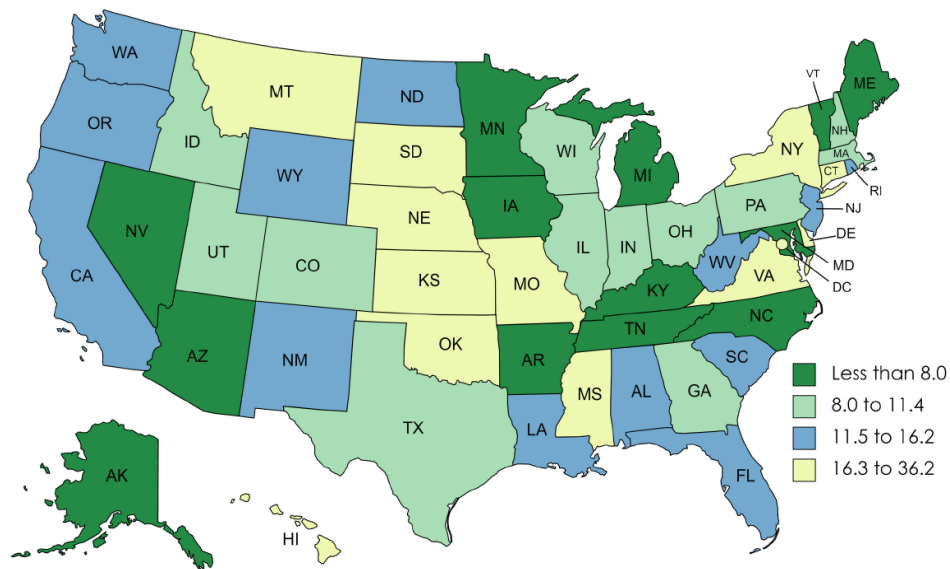 WA
MT
ND
MN
VT
ME
OR
ID
WY
SD
WI
MI
NY
NH
MA
CT
RI
NV
UT
CO
NE
IA
IL
IN
OH
PA
NJ
DE
MD
DC
CA
KS
MO
KY
WV
VA
AZ
NM
OK
AR
TN
NC
TX
LA
MS
AL
GA
SC
FL
AK
HI
Less than 8.0
8.0 to 11.4
11.5 to 16.2
16.3 to 36.2